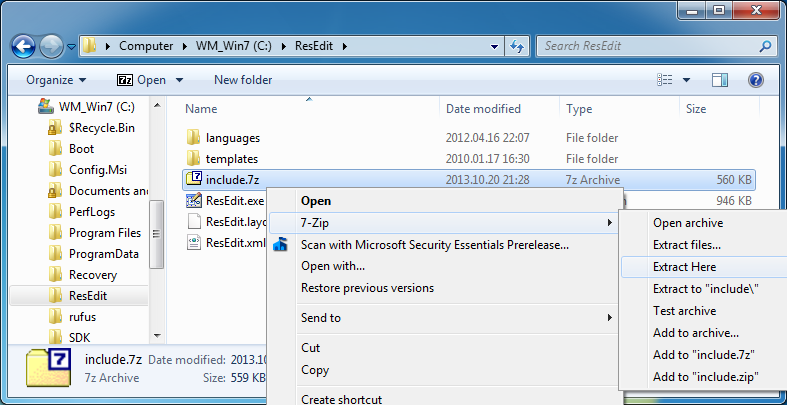 Computer ▸ WM_Win7 (C:) ▸ ResEdit ▸
Search ResEdit
Organize
7z Open
New folder
Name Date modified Type Size
WM_Win7 (C:)
$Recycle.Bin
Boot
Config.Msi
Documents and
PerfLogs
Program Files
ProgramData
Recovery
ResEdit
rufus
SDK
languages 2012.04.16 22:07 File folder
templates 2010.01.17 16:30 File folder
include.7z 2013.10.20 21:28 7z Archive 560 KB
ResEdit.exe 946 KB
ResEdit.layo
ResEdit.xml
Open
7-Zip
Scan with Microsoft Security Essentials Prerelease...
Open with...
Restore previous versions
Send to
Cut
Copy
Create shortcut
Open archive
Extract files...
Extract Here
Extract to "include\"
Test archive
Add to archive...
Add to "include.7z"
Add to "include.zip"
7
include.7z Date modified: 2013.10
7z Archive Size: 559 KB